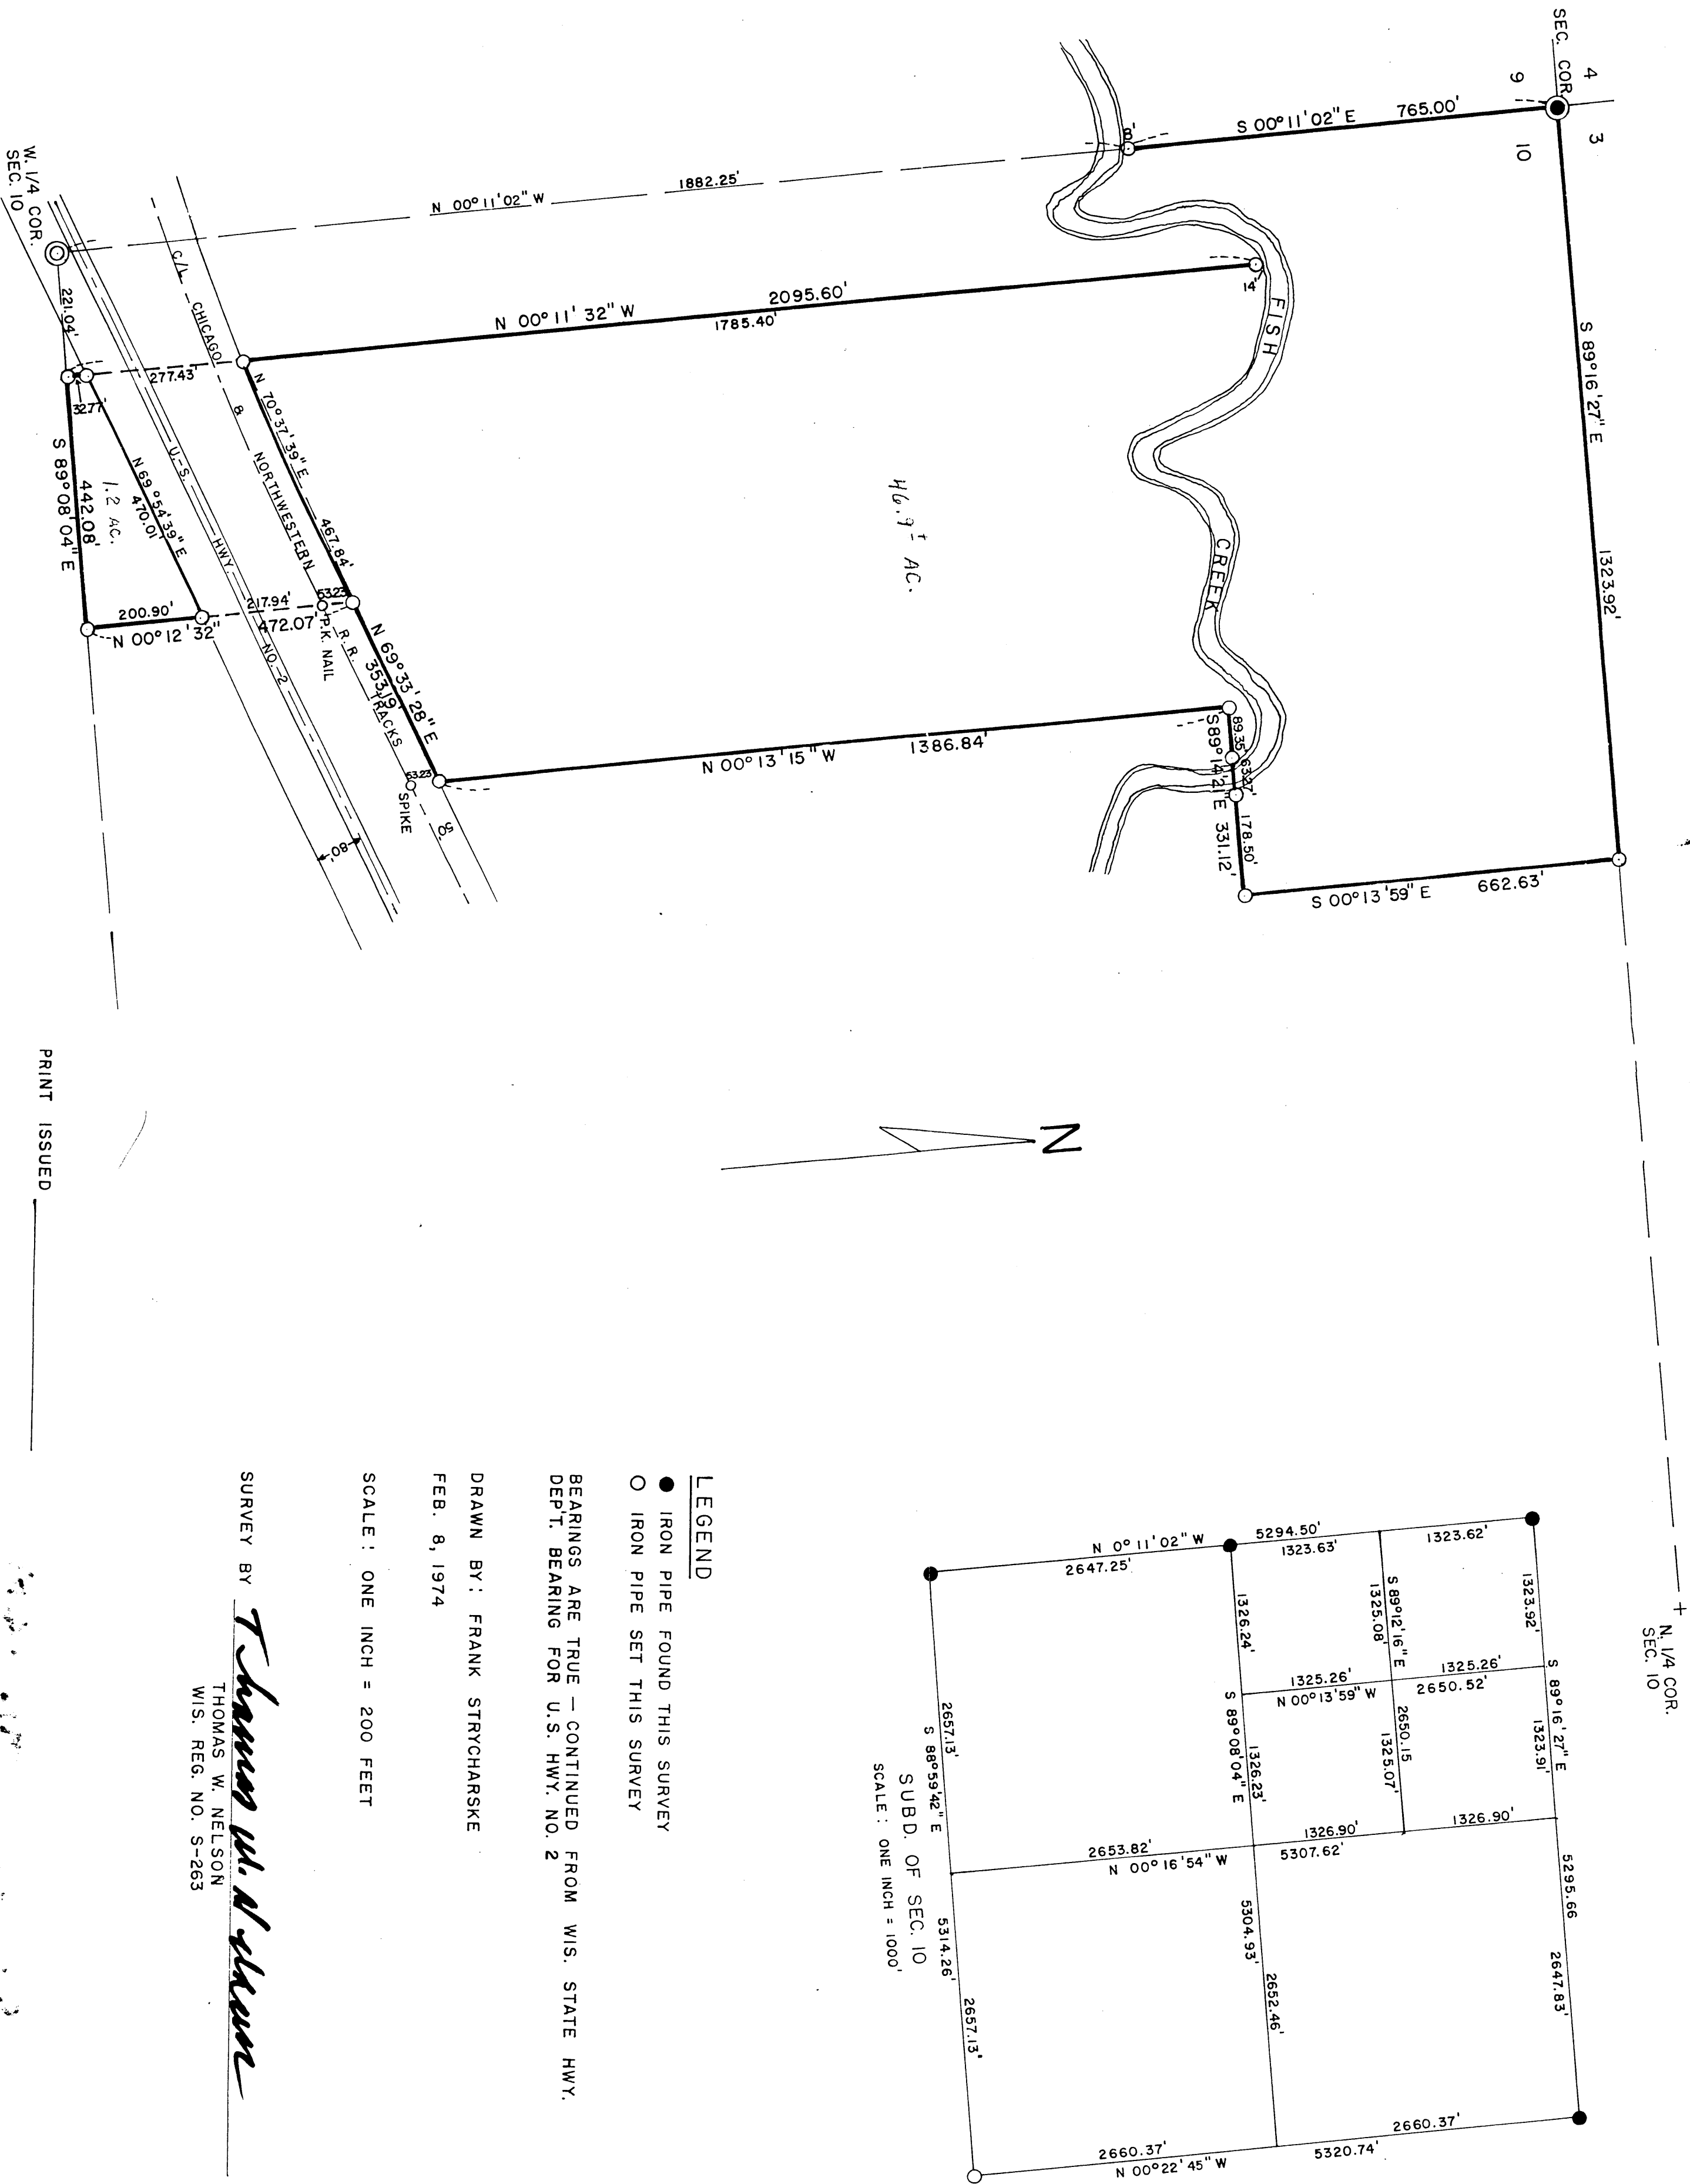 SEC. COR.
4
3
9
10
S 00°11'02" E 765.00'
S 89°16'27" E 1323.92'
S 00°13'59" E 662.63'
N. 1/4 COR.
SEC. 10
8'
14'
FISH CREEK
89.35'
63.27'
178.50'
S 89°14'21" E 331.12'
1882.25'
N 00°11'02" W
2095.60'
N 00°11'32" W
1785.40'
46.9± AC.
1386.84'
N 00°13'15" W
C/L CHICAGO & NORTHWESTERN R. R. TRACKS
N 70°37'39" E 467.84'
N 69°33'28" E
353.19'
53.23'
P.K. NAIL
53.23'
SPIKE
50'
80'
277.43'
217.94'
472.07'
U.-S. HWY. NO. 2
W. 1/4 COR.
SEC. 10
221.04'
32.77'
N 69°54'39" E
470.01'
1.2 AC.
442.08'
S 89°08'04" E
200.90'
N 00°12'32"
N
PRINT ISSUED
1323.92'
S 89°16'27" E
1323.91'
5295.66
2647.83'
1323.62'
5294.50'
1323.63'
N 0°11'02" W
2647.25'
S 89°12'16" E
1325.08'
2650.15
1325.07'
1325.26'
2650.52'
1325.26'
N 00°13'59" W
1326.24'
S 89°08'04" E
1326.23'
5304.93'
2652.46'
1326.90'
1326.90'
5307.62'
2653.82'
N 00°16'54" W
2660.37'
5320.74'
2660.37'
N 00°22'45" W
2657.13'
S 88°59'42" E
5314.26'
2657.13'
SUBD. OF SEC. 10
SCALE: ONE INCH = 1000'
LEGEND
IRON PIPE FOUND THIS SURVEY
IRON PIPE SET THIS SURVEY
BEARINGS ARE TRUE — CONTINUED FROM WIS. STATE HWY.
DEP'T. BEARING FOR U.S. HWY. NO. 2
DRAWN BY: FRANK STRYCHARSKE
FEB. 8, 1974
SCALE: ONE INCH = 200 FEET
SURVEY BY Thomas W. Nelson
THOMAS W. NELSON
WIS. REG. NO. S-263